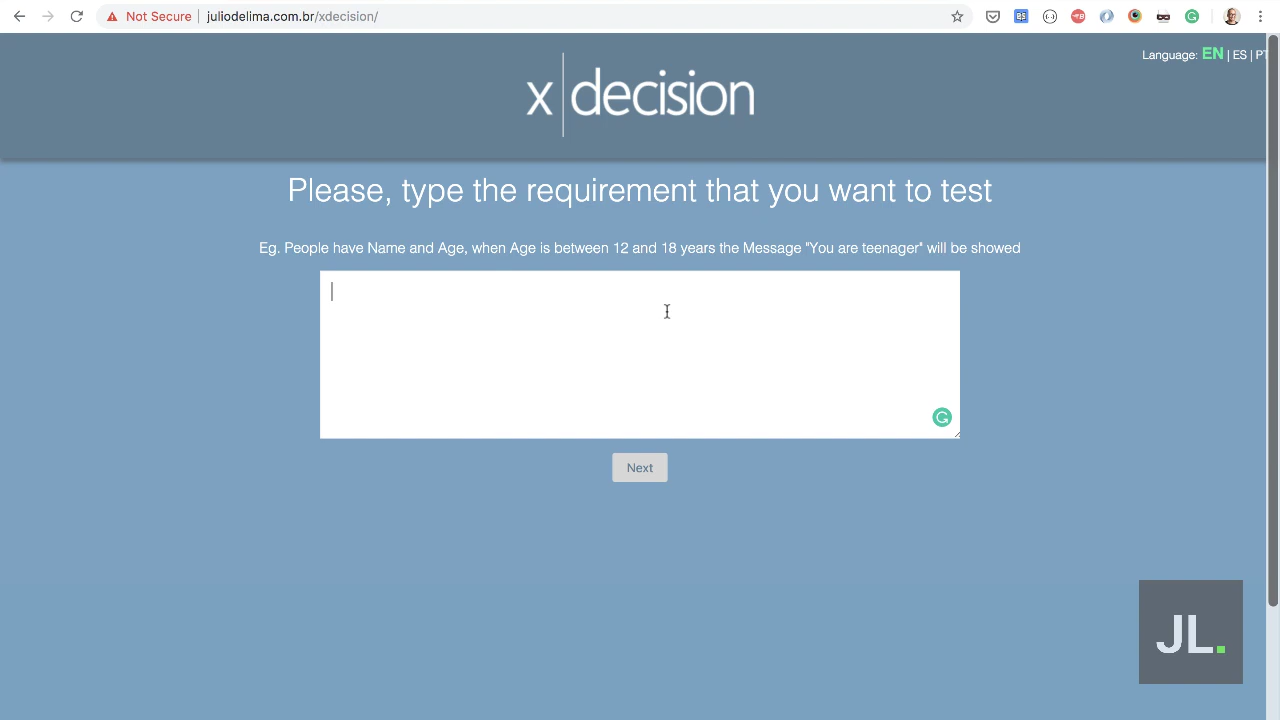 Not Secure juliodelima.com.br/xdecision/
Language: EN | ES | PT
x decision
Please, type the requirement that you want to test
Eg. People have Name and Age, when Age is between 12 and 18 years the Message "You are teenager" will be showed
Next
JL.